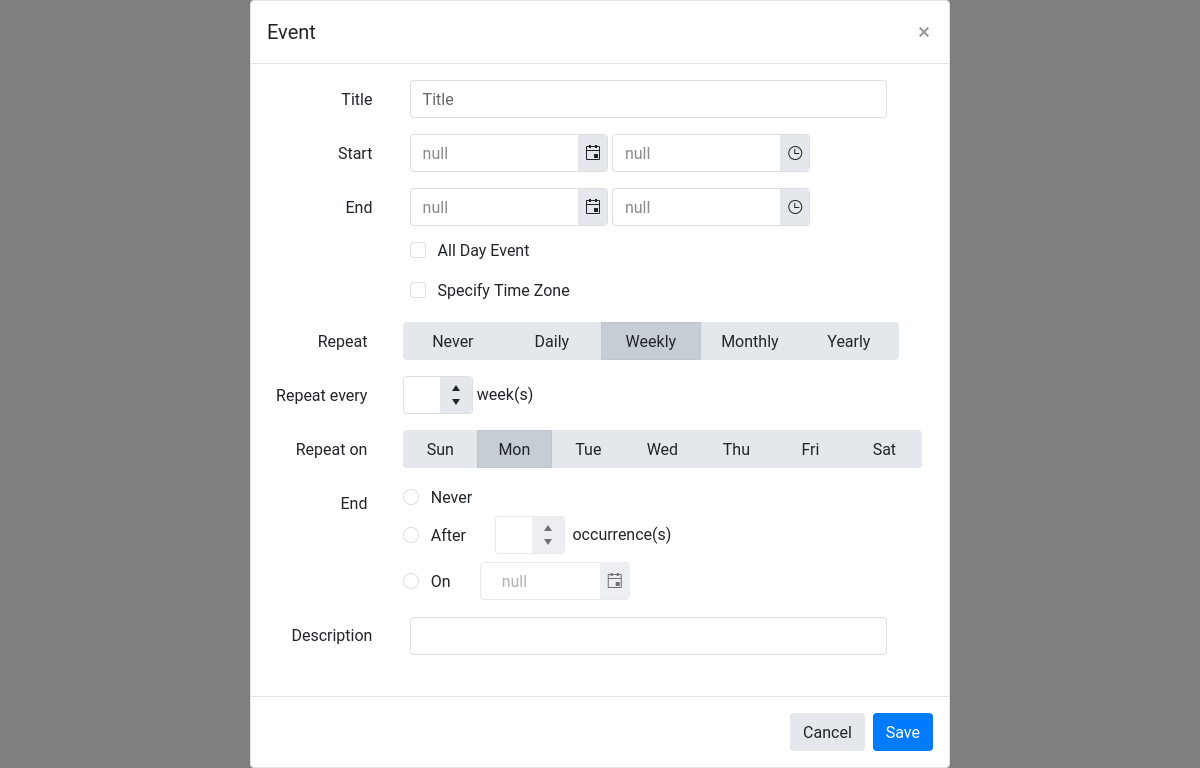 Event ×
Title Title
Start null null
End null null
All Day Event
Specify Time Zone
Repeat Never Daily Weekly Monthly Yearly
Repeat every week(s)
Repeat on Sun Mon Tue Wed Thu Fri Sat
End Never
After occurrence(s)
On null
Description
Cancel Save